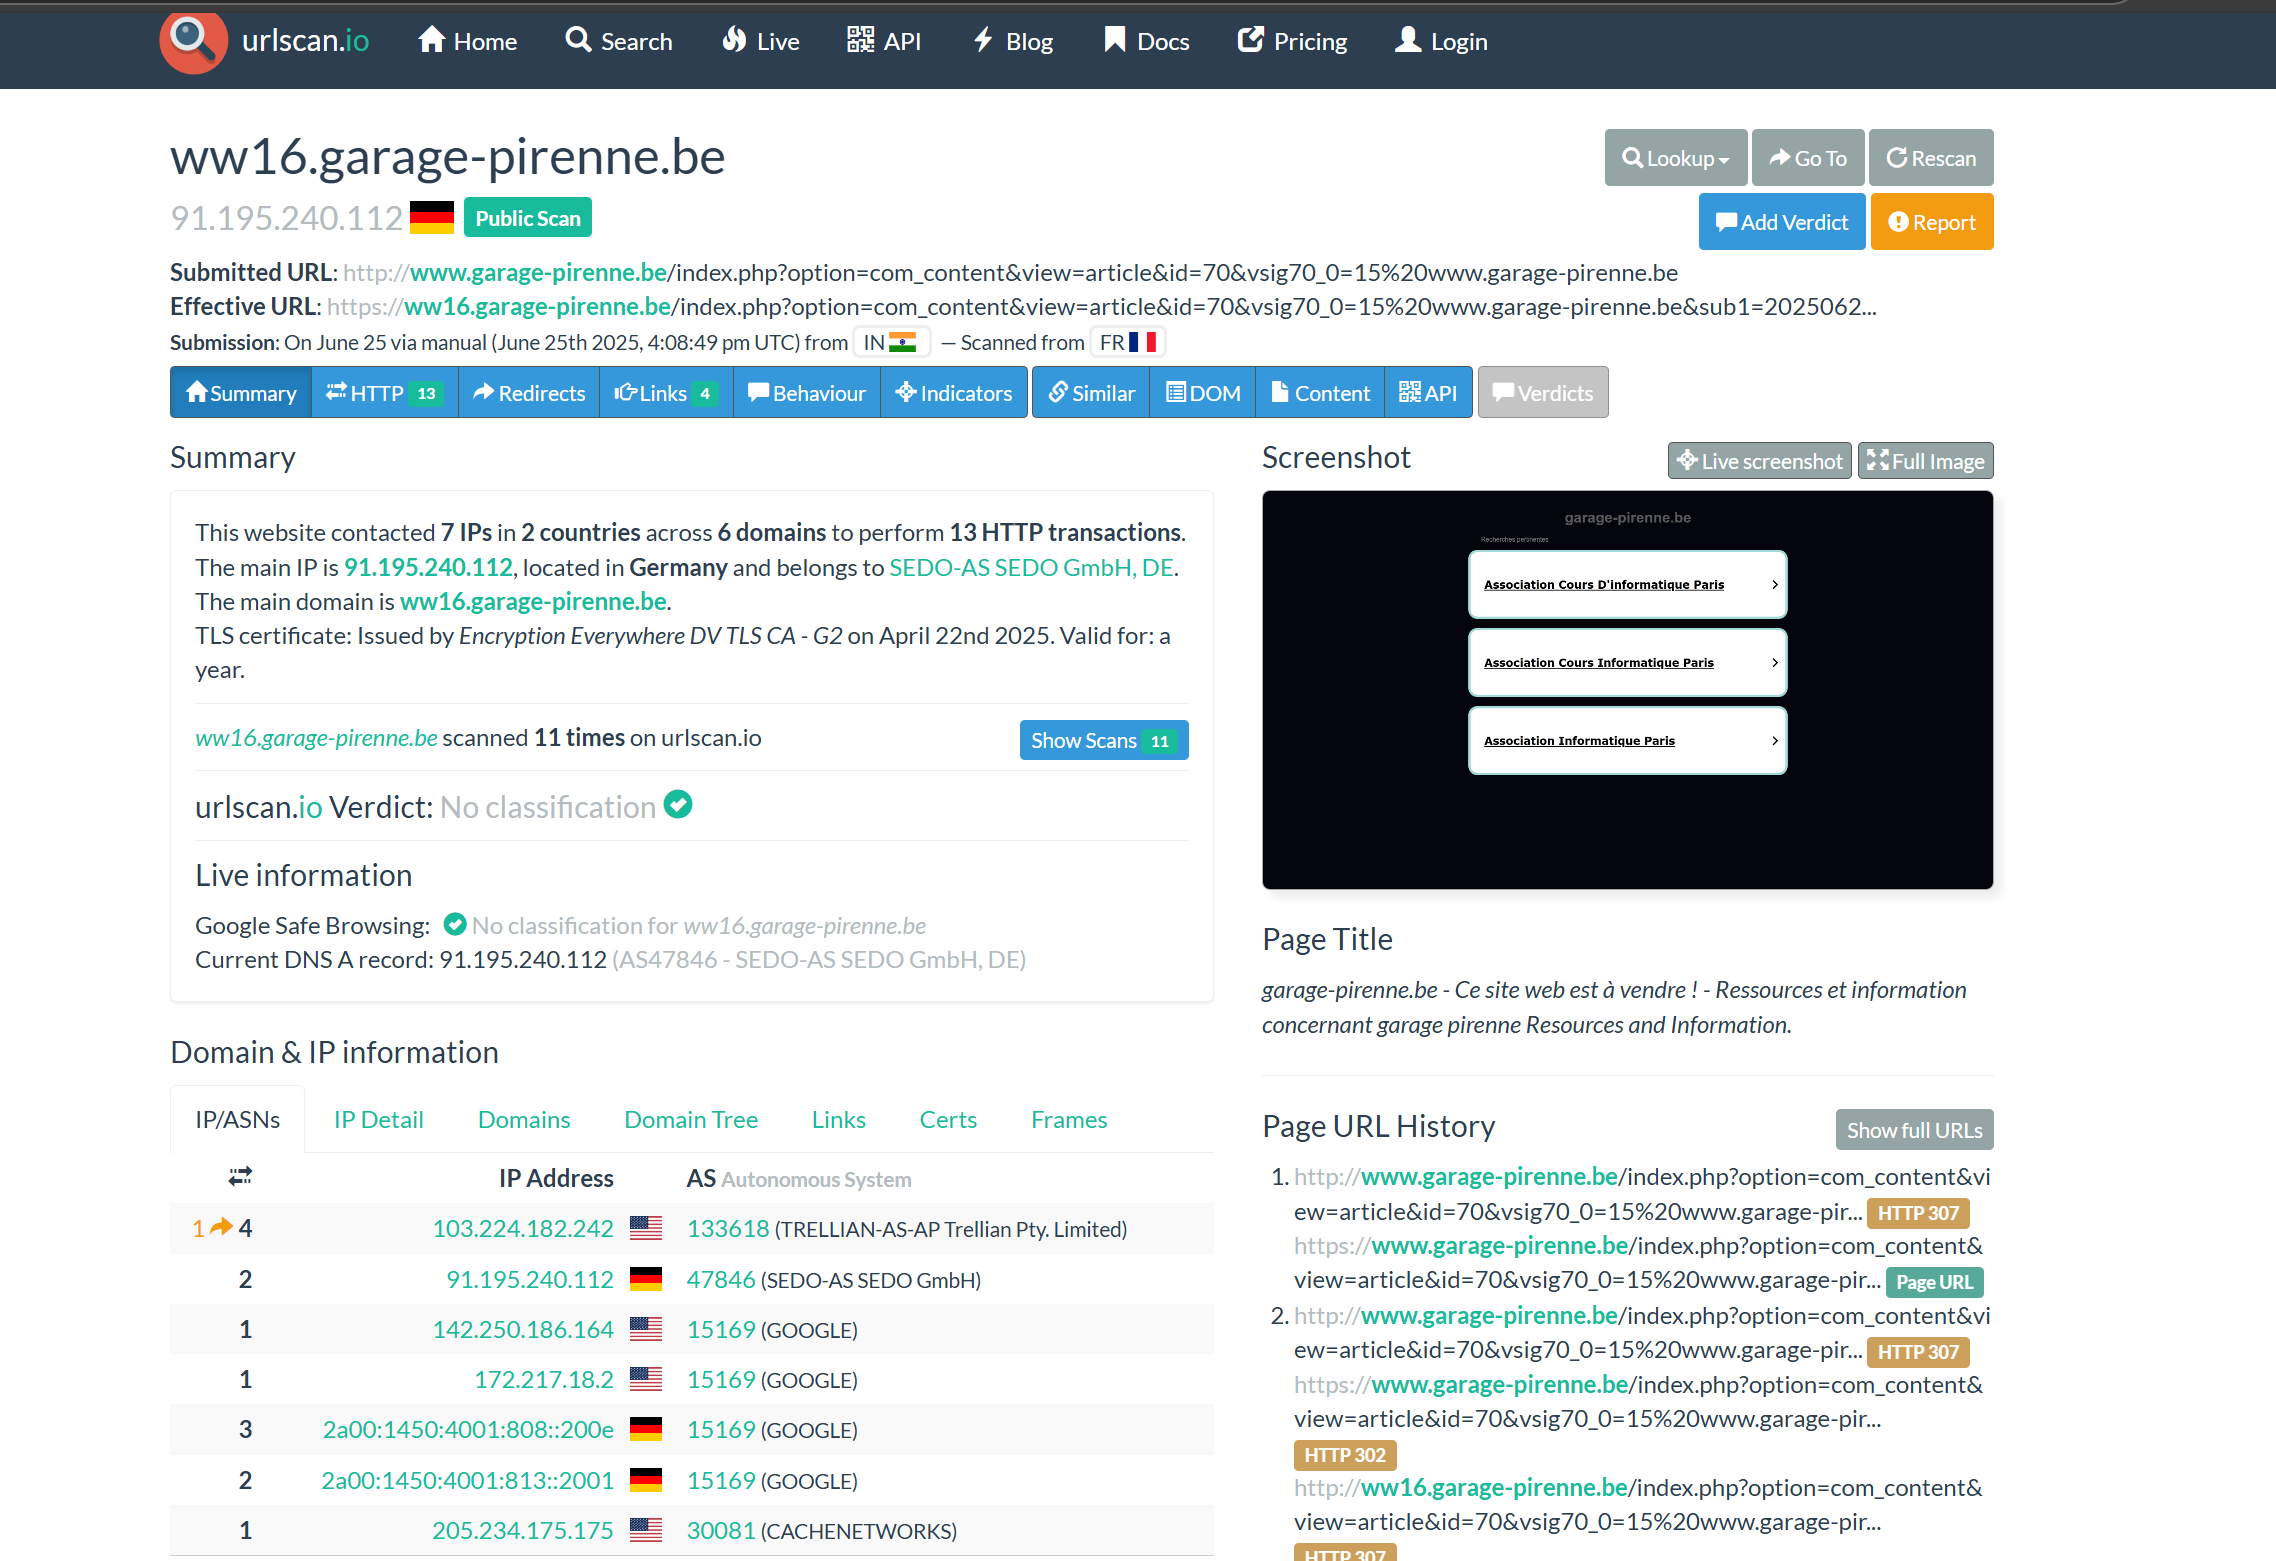 urlscan.io Home Search Live API Blog Docs Pricing Login
ww16.garage-pirenne.be
Lookup Go To Rescan
91.195.240.112 Public Scan
Add Verdict Report
Submitted URL: http://www.garage-pirenne.be/index.php?option=com_content&view=article&id=70&vsig70_0=15%20www.garage-pirenne.be
Effective URL: https://ww16.garage-pirenne.be/index.php?option=com_content&view=article&id=70&vsig70_0=15%20www.garage-pirenne.be&sub1=2025062...
Submission: On June 25 via manual (June 25th 2025, 4:08:49 pm UTC) from IN — Scanned from FR
Summary HTTP 13 Redirects Links 4 Behaviour Indicators Similar DOM Content API Verdicts
Summary
This website contacted 7 IPs in 2 countries across 6 domains to perform 13 HTTP transactions.
The main IP is 91.195.240.112, located in Germany and belongs to SEDO-AS SEDO GmbH, DE.
The main domain is ww16.garage-pirenne.be.
TLS certificate: Issued by Encryption Everywhere DV TLS CA - G2 on April 22nd 2025. Valid for: a
year.
ww16.garage-pirenne.be scanned 11 times on urlscan.io Show Scans 11
urlscan.io Verdict: No classification
Live information
Google Safe Browsing: No classification for ww16.garage-pirenne.be
Current DNS A record: 91.195.240.112 (AS47846 - SEDO-AS SEDO GmbH, DE)
Domain & IP information
IP/ASNs IP Detail Domains Domain Tree Links Certs Frames
IP Address AS Autonomous System
1 4 103.224.182.242 133618 (TRELLIAN-AS-AP Trellian Pty. Limited)
2 91.195.240.112 47846 (SEDO-AS SEDO GmbH)
1 142.250.186.164 15169 (GOOGLE)
1 172.217.18.2 15169 (GOOGLE)
3 2a00:1450:4001:808::200e 15169 (GOOGLE)
2 2a00:1450:4001:813::2001 15169 (GOOGLE)
1 205.234.175.175 30081 (CACHENETWORKS)
Screenshot Live screenshot Full Image
garage-pirenne.be
Recherches pertinentes
Association Cours D'informatique Paris
Association Cours Informatique Paris
Association Informatique Paris
Page Title
garage-pirenne.be - Ce site web est à vendre ! - Ressources et information
concernant garage pirenne Resources and Information.
Page URL History Show full URLs
1. http://www.garage-pirenne.be/index.php?option=com_content&vi
ew=article&id=70&vsig70_0=15%20www.garage-pir... HTTP 307
https://www.garage-pirenne.be/index.php?option=com_content&
view=article&id=70&vsig70_0=15%20www.garage-pir... Page URL
2. http://www.garage-pirenne.be/index.php?option=com_content&vi
ew=article&id=70&vsig70_0=15%20www.garage-pir... HTTP 307
https://www.garage-pirenne.be/index.php?option=com_content&
view=article&id=70&vsig70_0=15%20www.garage-pir...
HTTP 302
http://ww16.garage-pirenne.be/index.php?option=com_content&
view=article&id=70&vsig70_0=15%20www.garage-pir...
HTTP 307